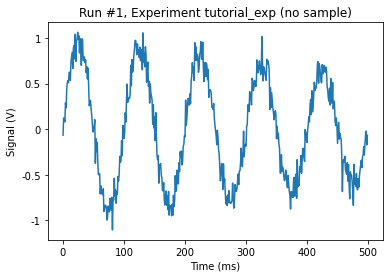 Run #1, Experiment tutorial_exp (no sample)
1
0.5
0
-0.5
-1
Signal (V)
0 100 200 300 400 500
Time (ms)